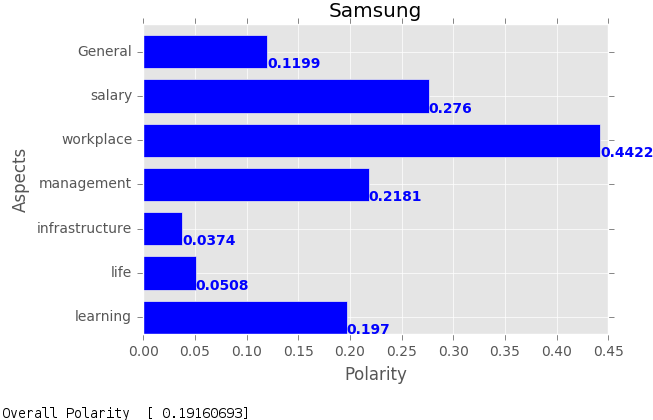 Samsung
General
0.1199
salary
0.276
workplace
0.4422
management
0.2181
infrastructure
0.0374
life
0.0508
learning
0.197
Aspects
0.00 0.05 0.10 0.15 0.20 0.25 0.30 0.35 0.40 0.45
Polarity
Overall Polarity [ 0.19160693]